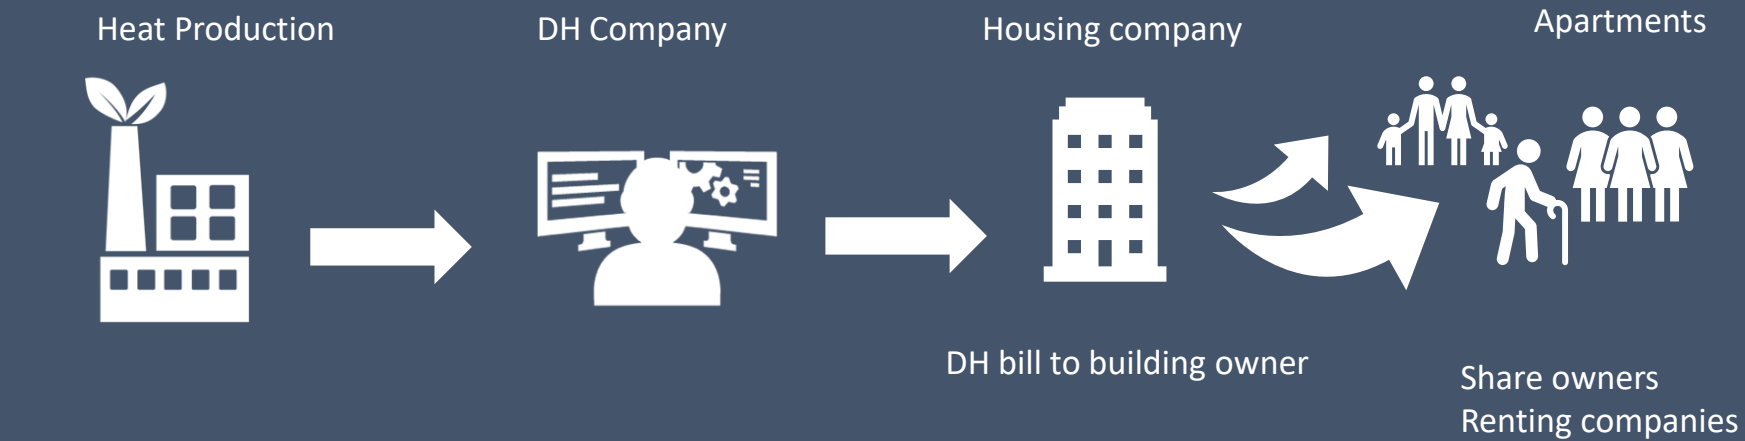 Heat Production
DH Company
Housing company
Apartments
DH bill to building owner
Share owners
Renting companies